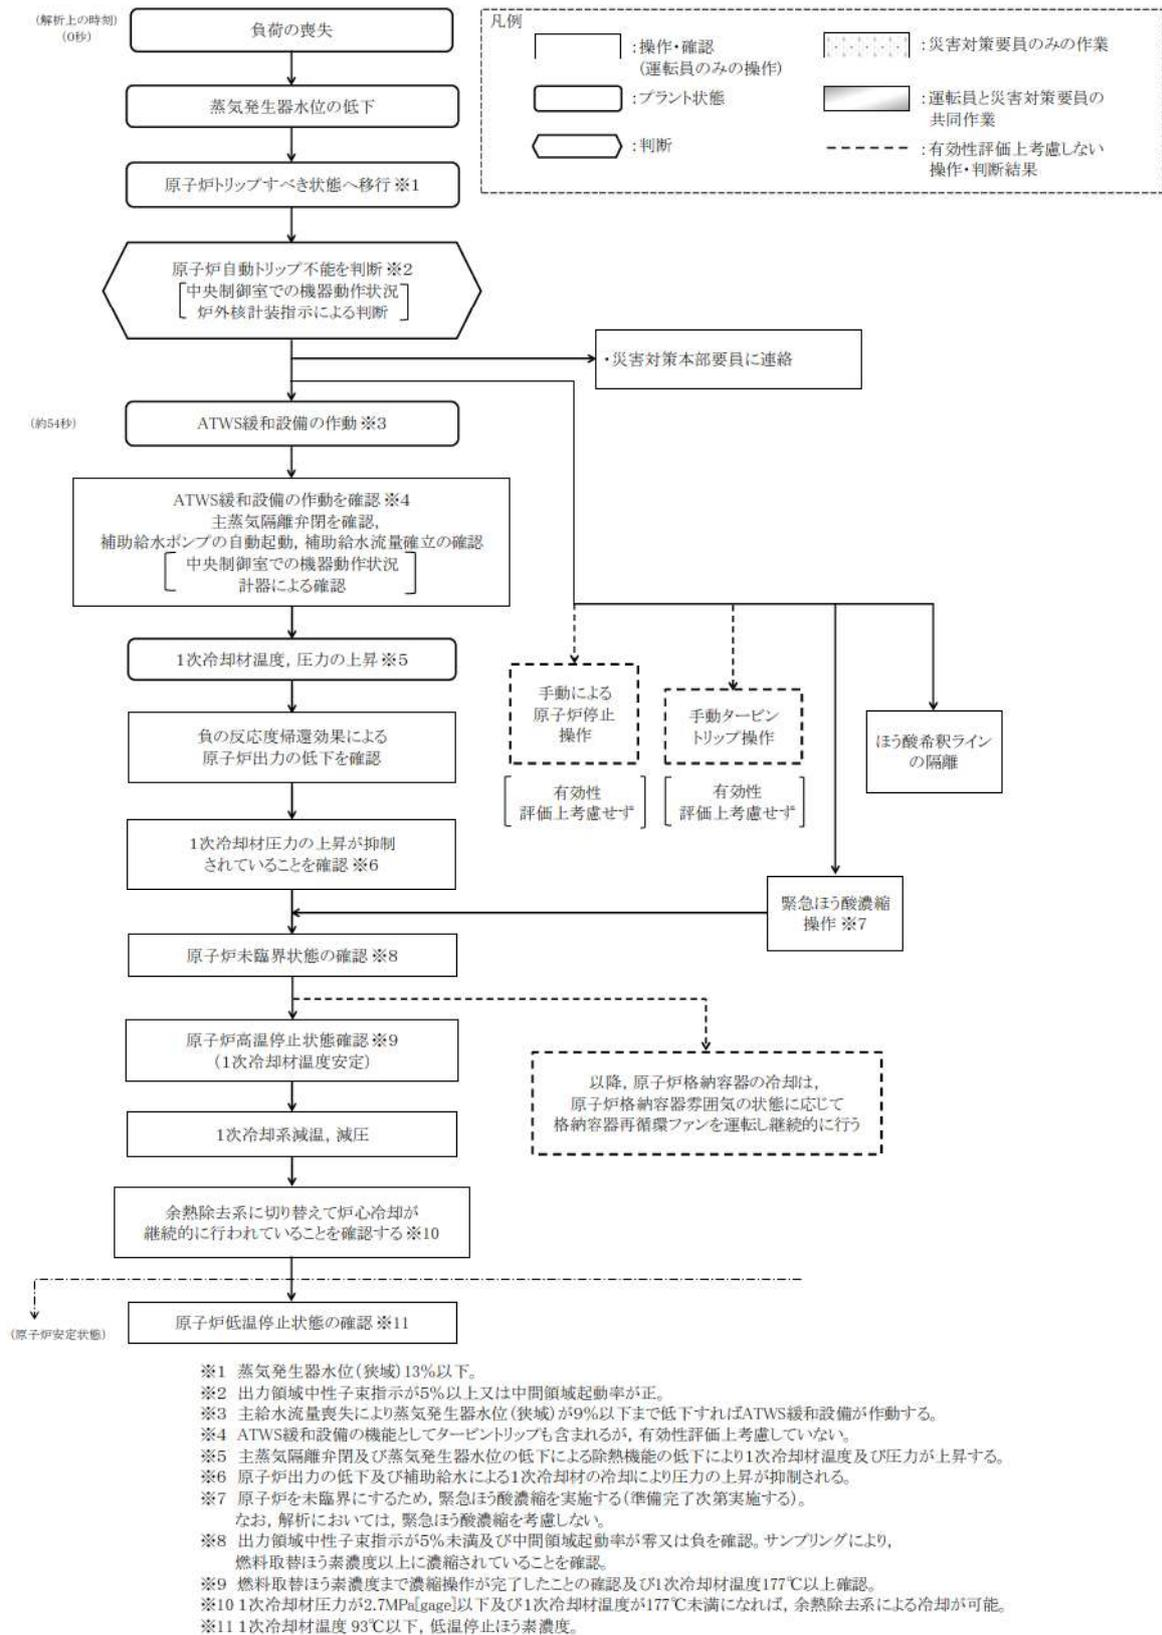 (解析上の時刻)
(0秒)
負荷の喪失
凡例
:操作・確認
(運転員のみの操作)
:災害対策要員のみの作業
:プラント状態
:運転員と災害対策要員の
共同作業
:判断
:有効性評価上考慮しない
操作・判断結果
蒸気発生器水位の低下
原子炉トリップすべき状態へ移行※1
原子炉自動トリップ不能を判断※2
中央制御室での機器動作状況
炉外核計装指示による判断
・災害対策本部要員に連絡
(約54秒)
ATWS緩和設備の作動※3
ATWS緩和設備の作動を確認※4
主蒸気隔離弁閉を確認,
補助給水ポンプの自動起動, 補助給水流量確立の確認
中央制御室での機器動作状況
計器による確認
1次冷却材温度, 圧力の上昇※5
手動による
原子炉停止
操作
有効性
評価上考慮せず
手動タービン
トリップ操作
有効性
評価上考慮せず
ほう酸希釈ライン
の隔離
負の反応度帰還効果による
原子炉出力の低下を確認
1次冷却材圧力の上昇が抑制
されていることを確認※6
緊急ほう酸濃縮
操作※7
原子炉未臨界状態の確認※8
原子炉高温停止状態確認※9
(1次冷却材温度安定)
以降, 原子炉格納容器の冷却は,
原子炉格納容器雰囲気の状態に応じて
格納容器再循環ファンを運転し継続的に行う
1次冷却系減温, 減圧
余熱除去系に切り替えて炉心冷却が
継続的に行われていることを確認する※10
(原子炉安定状態)
原子炉低温停止状態の確認※11
※1 蒸気発生器水位(狭域)13%以下。
※2 出力領域中性子束指示が5%以上又は中間領域起動率が正。
※3 主給水流量喪失により蒸気発生器水位(狭域)が9%以下まで低下すればATWS緩和設備が作動する。
※4 ATWS緩和設備の機能としてタービントリップも含まれるが, 有効性評価上考慮していない。
※5 主蒸気隔離弁閉及び蒸気発生器水位の低下による除熱機能の低下により1次冷却材温度及び圧力が上昇する。
※6 原子炉出力の低下及び補助給水による1次冷却材の冷却により圧力の上昇が抑制される。
※7 原子炉を未臨界にするため, 緊急ほう酸濃縮を実施する(準備完了次第実施する)。
なお, 解析においては, 緊急ほう酸濃縮を考慮しない。
※8 出力領域中性子束指示が5%未満及び中間領域起動率が零又は負を確認。サンプリングにより,
燃料取替ほう素濃度以上に濃縮されていることを確認。
※9 燃料取替ほう素濃度まで濃縮操作が完了したことの確認及び1次冷却材温度177℃以上確認。
※10 1次冷却材圧力が2.7MPa[gage]以下及び1次冷却材温度が177℃未満になれば, 余熱除去系による冷却が可能。
※11 1次冷却材温度 93℃以下, 低温停止ほう素濃度。